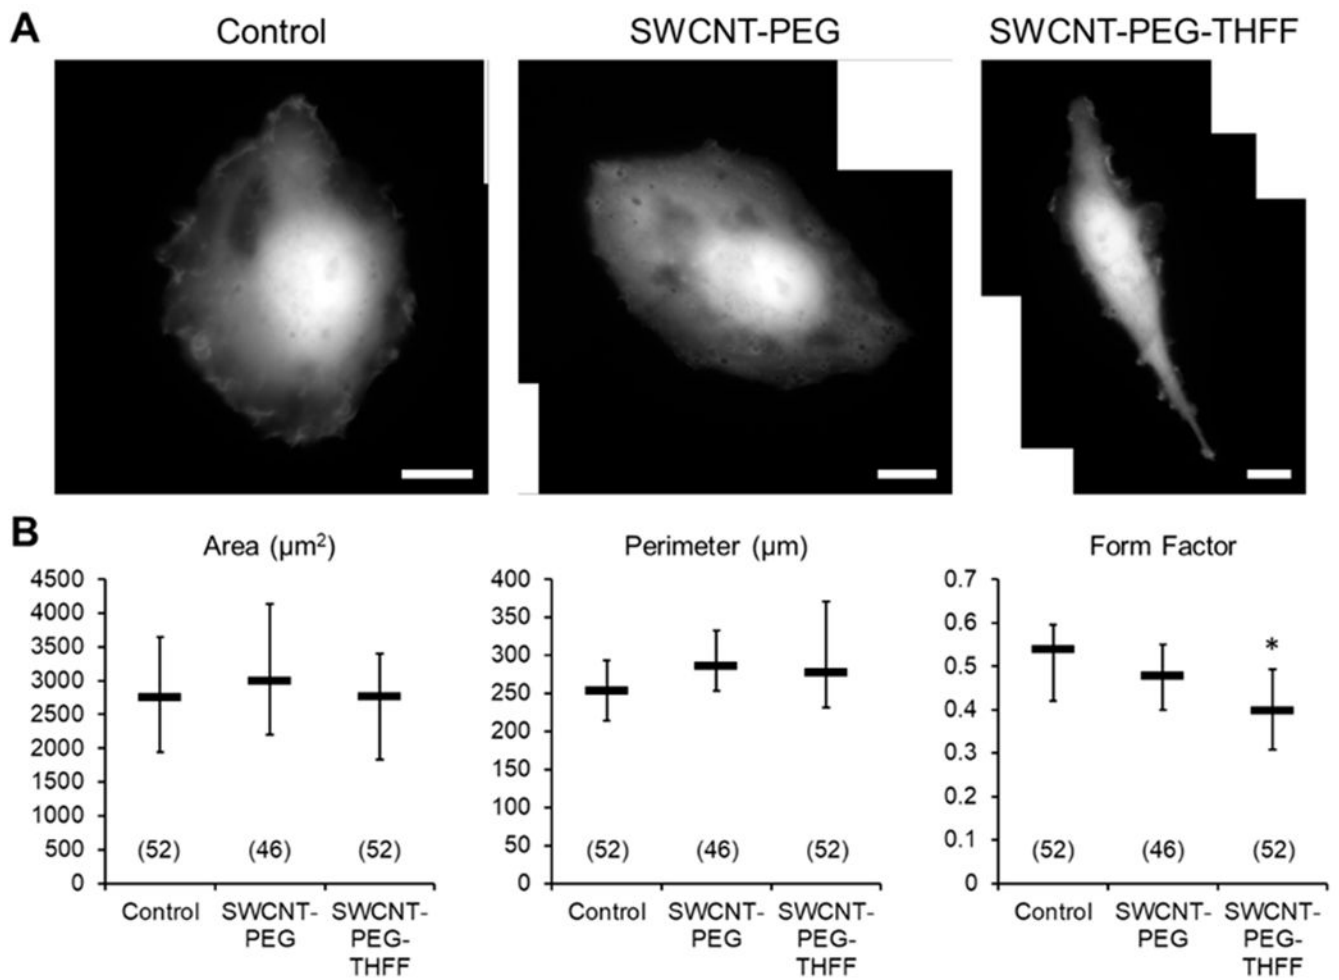 A
Control
SWCNT-PEG
SWCNT-PEG-THFF
B
Area (µm²)
4500
4000
3500
3000
2500
2000
1500
1000
500
0
(52)
(46)
(52)
Control
SWCNT-
PEG
SWCNT-
PEG-
THFF
Perimeter (µm)
400
350
300
250
200
150
100
50
0
(52)
(46)
(52)
Control
SWCNT-
PEG
SWCNT-
PEG-
THFF
Form Factor
0.7
0.6
0.5
0.4
0.3
0.2
0.1
0
*
(52)
(46)
(52)
Control
SWCNT-
PEG
SWCNT-
PEG-
THFF